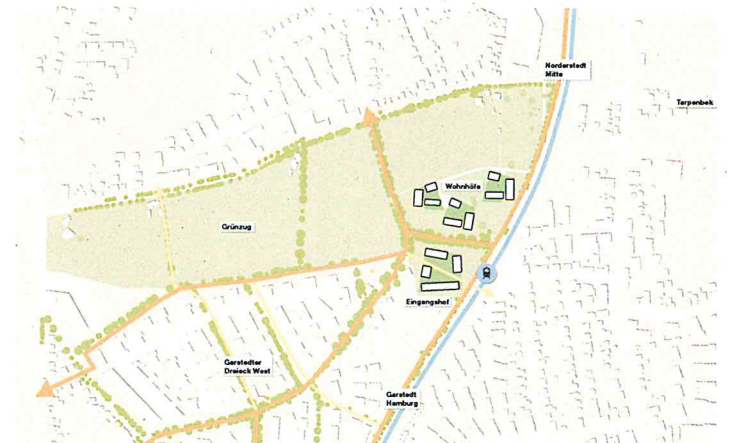 Norderstedt
Mitte
Tarpenbek
Wohnhöfe
Grünzug
Eingangshof
Garstedter
Dreieck West
Garstedt
Hamburg